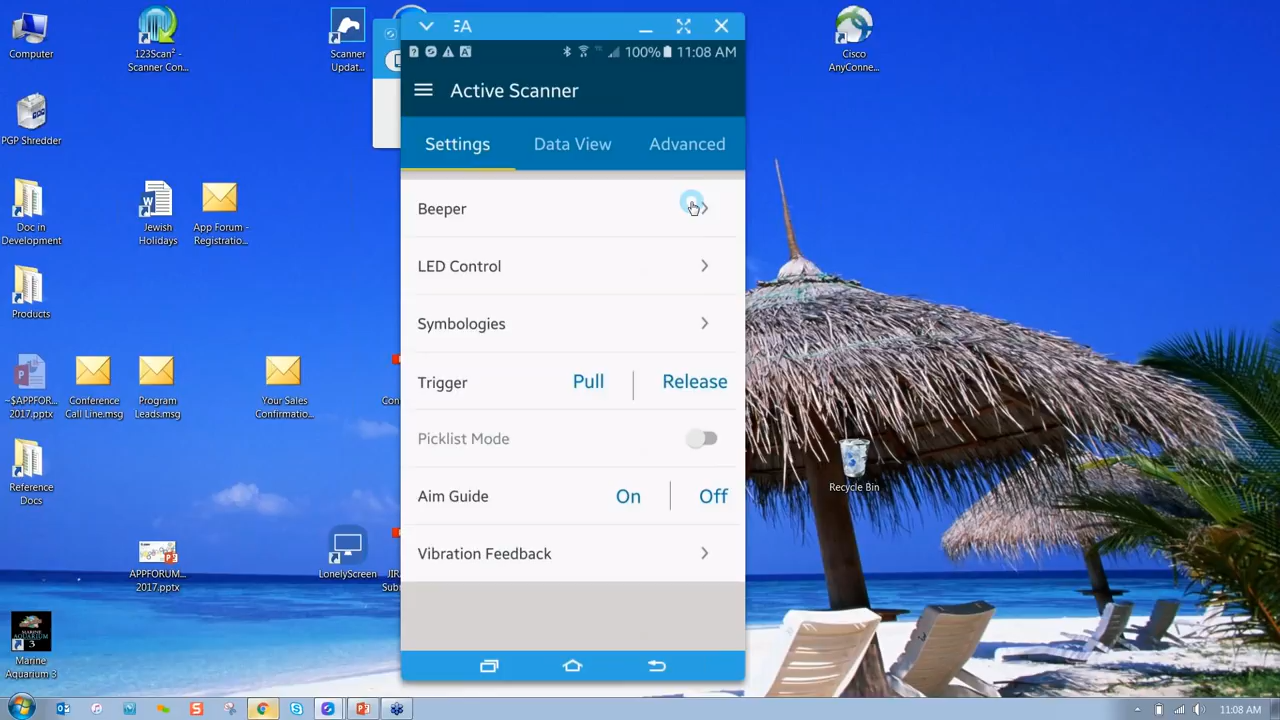 Computer
123Scan² -
Scanner Con...
Scanner
Updat...
Cisco
AnyConne...
PGP Shredder
Doc in
Development
Jewish
Holidays
App Forum -
Registratio...
Products
~$APPFOR...
2017.pptx
Conference
Call Line.msg
Program
Leads.msg
Your Sales
Confirmatio...
Con
Reference
Docs
Recycle Bin
APPFORUM...
2017.pptx
LonelyScreen
JIR
Sub
Marine
Aquarium 3
100% 11:08 AM
Active Scanner
Settings Data View Advanced
Beeper
LED Control
Symbologies
Trigger Pull Release
Picklist Mode
Aim Guide On Off
Vibration Feedback
11:08 AM